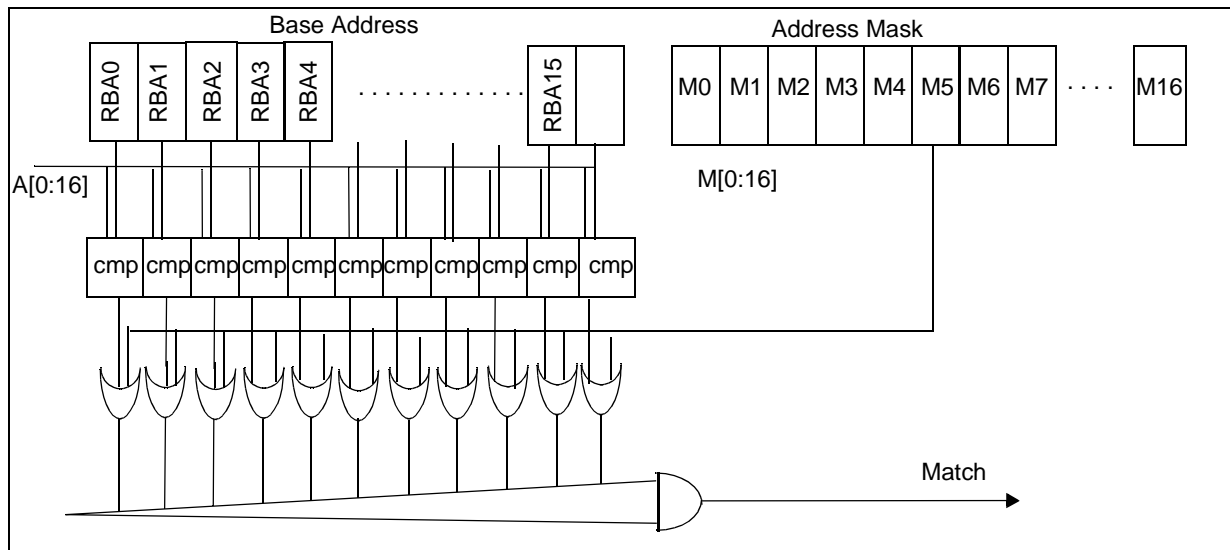 Base Address
Address Mask
RBA0 RBA1 RBA2 RBA3 RBA4 . . . . . . . . . . . . . RBA15
M0 M1 M2 M3 M4 M5 M6 M7 . . . . M16
A[0:16]
M[0:16]
cmp cmp cmp cmp cmp cmp cmp cmp cmp cmp cmp
Match